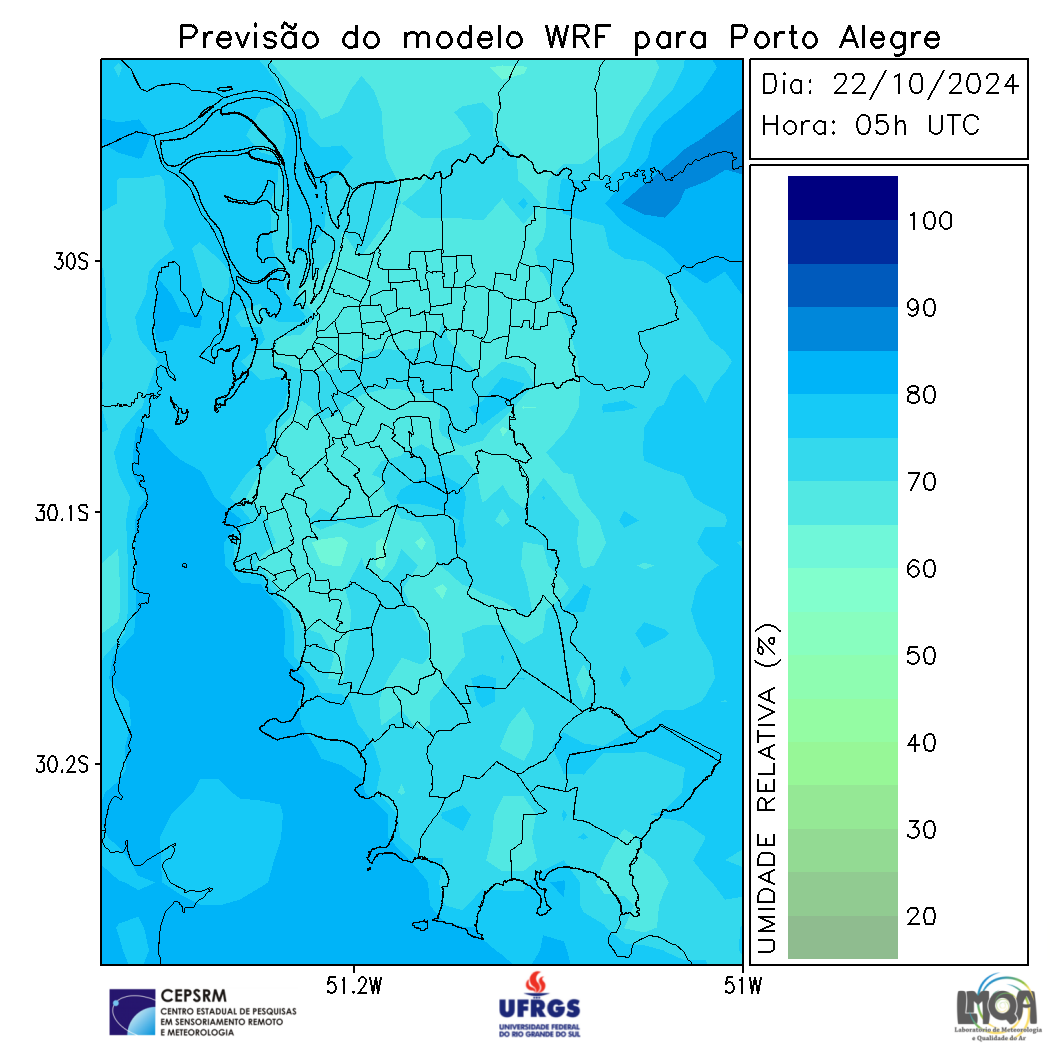 Previsão do modelo WRF para Porto Alegre
Dia: 22/10/2024
Hora: 05h UTC
100
90
80
70
60
50
40
30
20
UMIDADE RELATIVA (%)
30S
30.1S
30.2S
51.2W
51W
CEPSRM
CENTRO ESTADUAL DE PESQUISAS
EM SENSORIAMENTO REMOTO
E METEOROLOGIA
UFRGS
UNIVERSIDADE FEDERAL
DO RIO GRANDE DO SUL
LMQA
Laboratório de Meteorologia
e Qualidade do Ar